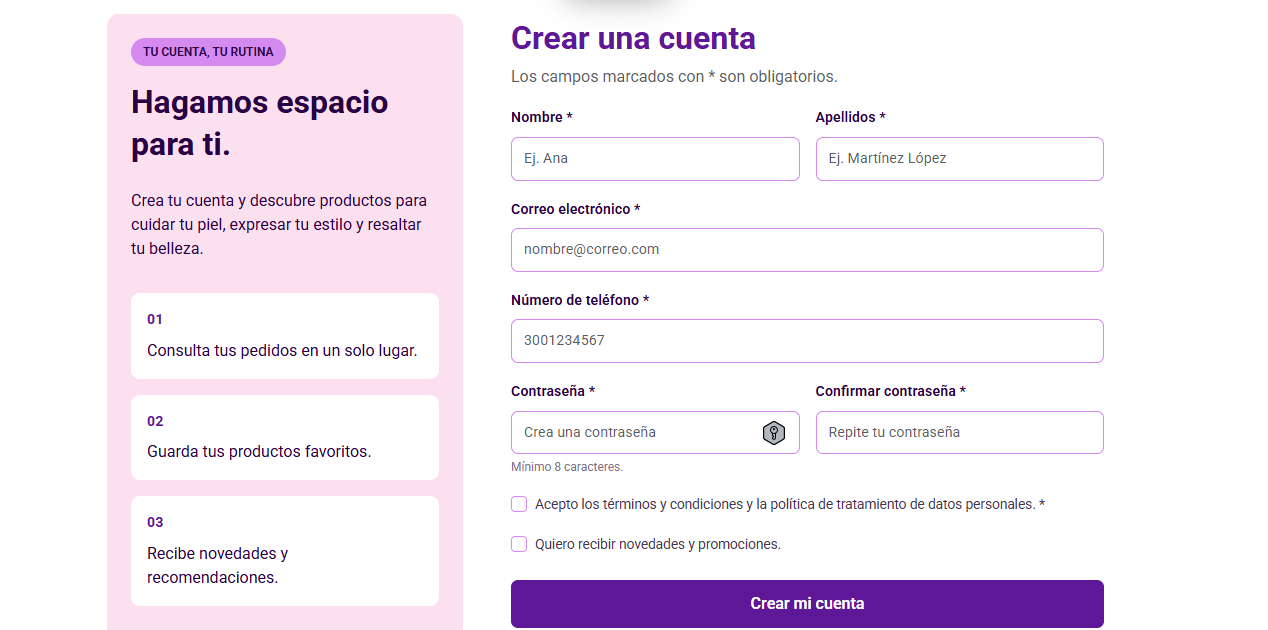 TU CUENTA, TU RUTINA
Hagamos espacio
para ti.
Crea tu cuenta y descubre productos para
cuidar tu piel, expresar tu estilo y resaltar
tu belleza.
01
Consulta tus pedidos en un solo lugar.
02
Guarda tus productos favoritos.
03
Recibe novedades y
recomendaciones.
Crear una cuenta
Los campos marcados con * son obligatorios.
Nombre *
Apellidos *
Ej. Ana
Ej. Martínez López
Correo electrónico *
nombre@correo.com
Número de teléfono *
3001234567
Contraseña *
Confirmar contraseña *
Crea una contraseña
Repite tu contraseña
Mínimo 8 caracteres.
Acepto los términos y condiciones y la política de tratamiento de datos personales. *
Quiero recibir novedades y promociones.
Crear mi cuenta